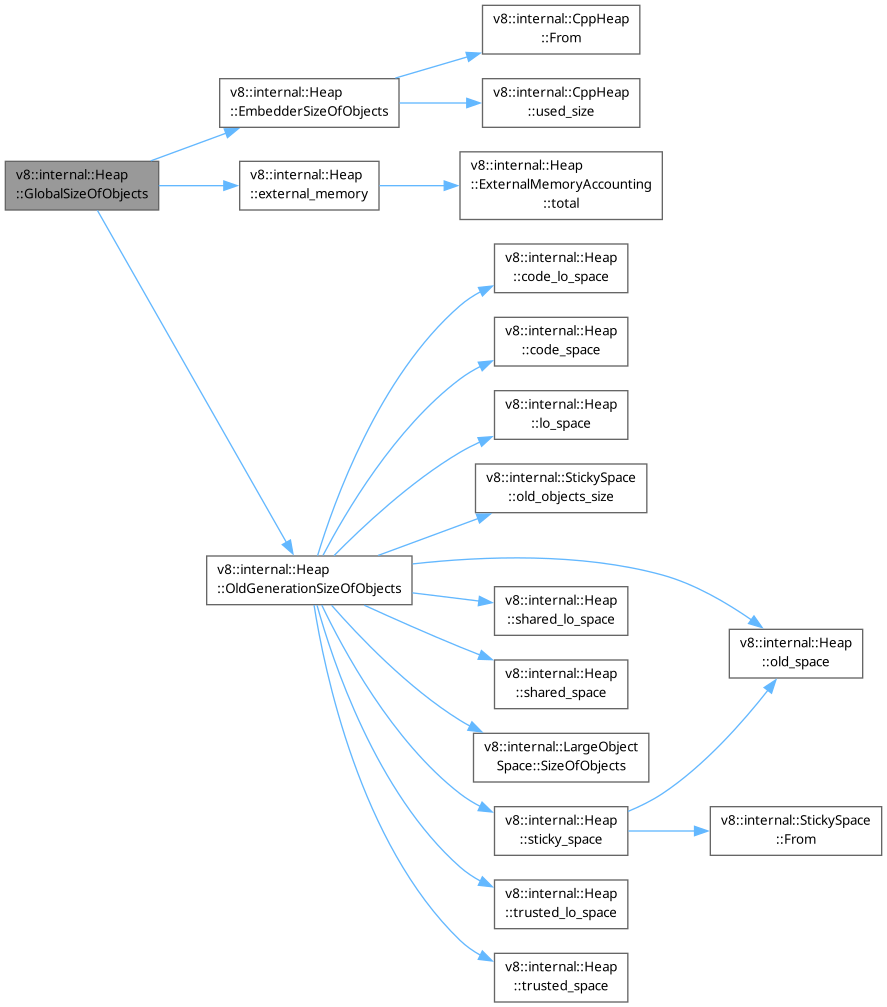 v8::internal::CppHeap
::From
v8::internal::Heap
::EmbedderSizeOfObjects
v8::internal::CppHeap
::used_size
v8::internal::Heap
::GlobalSizeOfObjects
v8::internal::Heap
::external_memory
v8::internal::Heap
::ExternalMemoryAccounting
::total
v8::internal::Heap
::code_lo_space
v8::internal::Heap
::code_space
v8::internal::Heap
::lo_space
v8::internal::StickySpace
::old_objects_size
v8::internal::Heap
::OldGenerationSizeOfObjects
v8::internal::Heap
::shared_lo_space
v8::internal::Heap
::old_space
v8::internal::Heap
::shared_space
v8::internal::LargeObject
Space::SizeOfObjects
v8::internal::Heap
::sticky_space
v8::internal::StickySpace
::From
v8::internal::Heap
::trusted_lo_space
v8::internal::Heap
::trusted_space